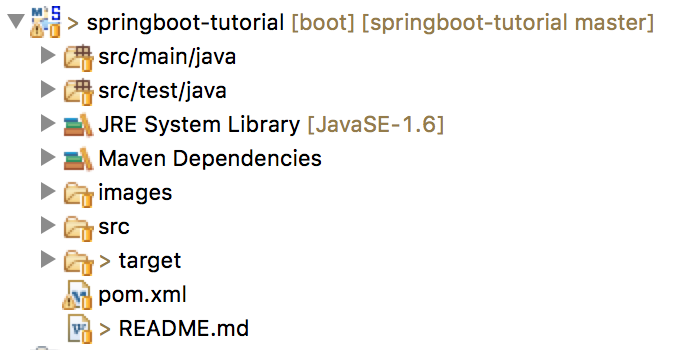 > springboot-tutorial [boot] [springboot-tutorial master]
src/main/java
src/test/java
JRE System Library [JavaSE-1.6]
Maven Dependencies
images
src
> target
pom.xml
> README.md